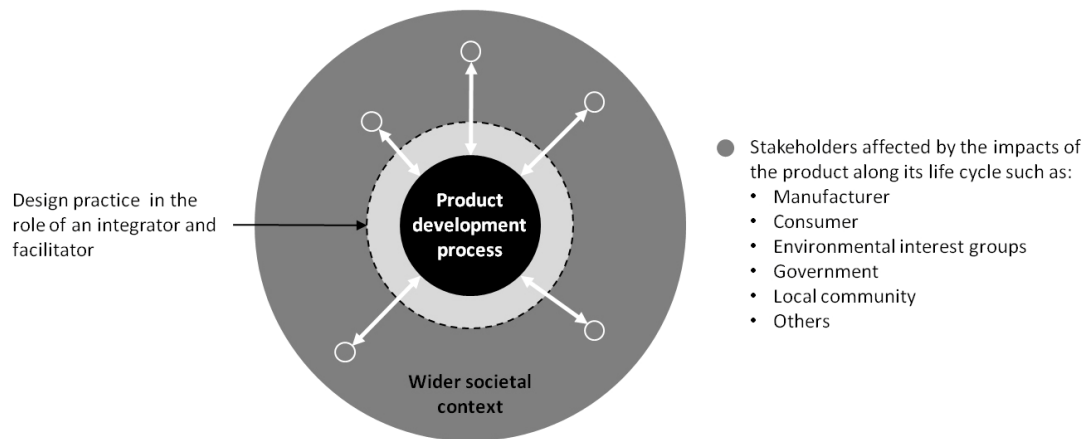 Design practice in the
role of an integrator and
facilitator
Product
development
process
Wider societal
context
Stakeholders affected by the impacts of
the product along its life cycle such as:
• Manufacturer
• Consumer
• Environmental interest groups
• Government
• Local community
• Others